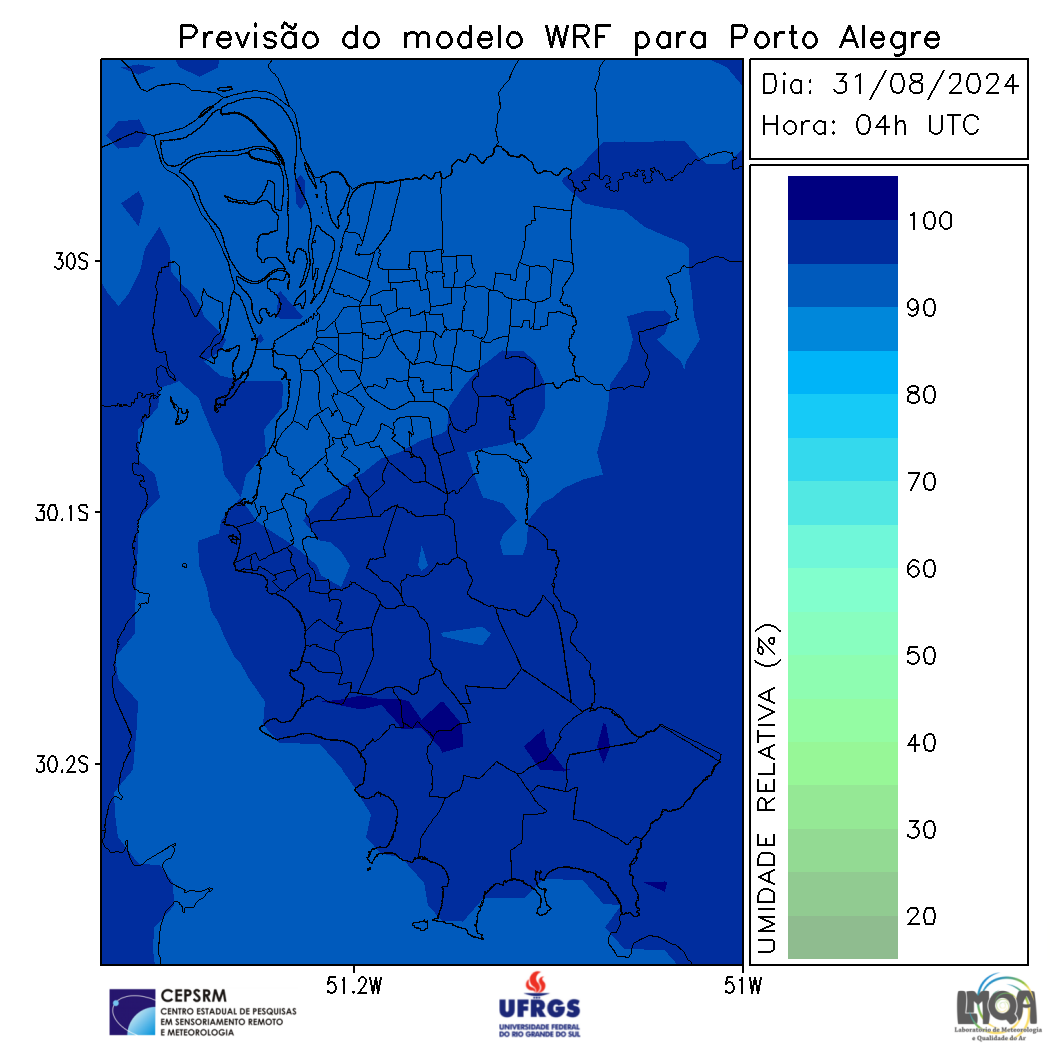 Previsão do modelo WRF para Porto Alegre
Dia: 31/08/2024
Hora: 04h UTC
30S
30.1S
30.2S
51.2W
51W
100
90
80
70
60
50
40
30
20
UMIDADE RELATIVA (%)
CEPSRM
CENTRO ESTADUAL DE PESQUISAS
EM SENSORIAMENTO REMOTO
E METEOROLOGIA
UFRGS
UNIVERSIDADE FEDERAL
DO RIO GRANDE DO SUL
LMQA
Laboratório de Meteorologia
e Qualidade do Ar